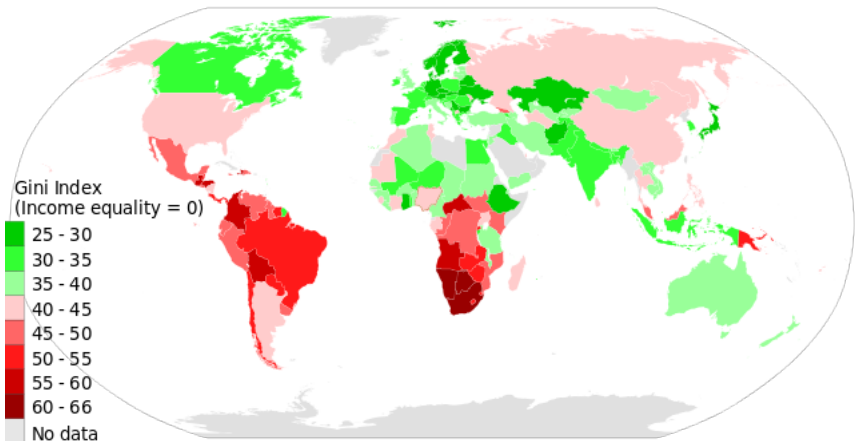 Gini Index
(Income equality = 0)
25 - 30
30 - 35
35 - 40
40 - 45
45 - 50
50 - 55
55 - 60
60 - 66
No data